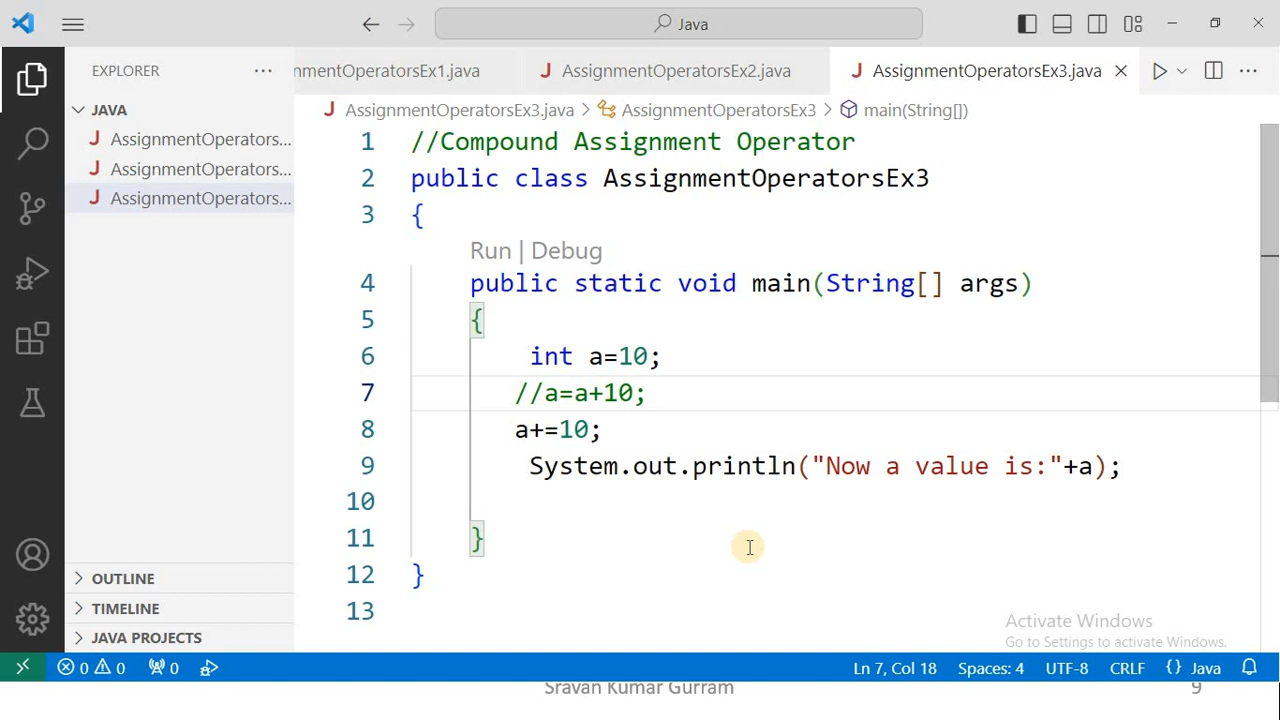 Java
EXPLORER
nmentOperatorsEx1.java
AssignmentOperatorsEx2.java
AssignmentOperatorsEx3.java
JAVA
AssignmentOperatorsEx3.java > AssignmentOperatorsEx3 > main(String[])
AssignmentOperators...
AssignmentOperators...
AssignmentOperators...
1 //Compound Assignment Operator
2 public class AssignmentOperatorsEx3
3 {
Run | Debug
4 public static void main(String[] args)
5 {
6 int a=10;
7 //a=a+10;
8 a+=10;
9 System.out.println("Now a value is:"+a);
10
11 }
12 }
13
OUTLINE
TIMELINE
JAVA PROJECTS
Activate Windows
Go to Settings to activate Windows.
0 0 0 Ln 7, Col 18 Spaces: 4 UTF-8 CRLF {} Java
Sravan Kumar Gurram 9